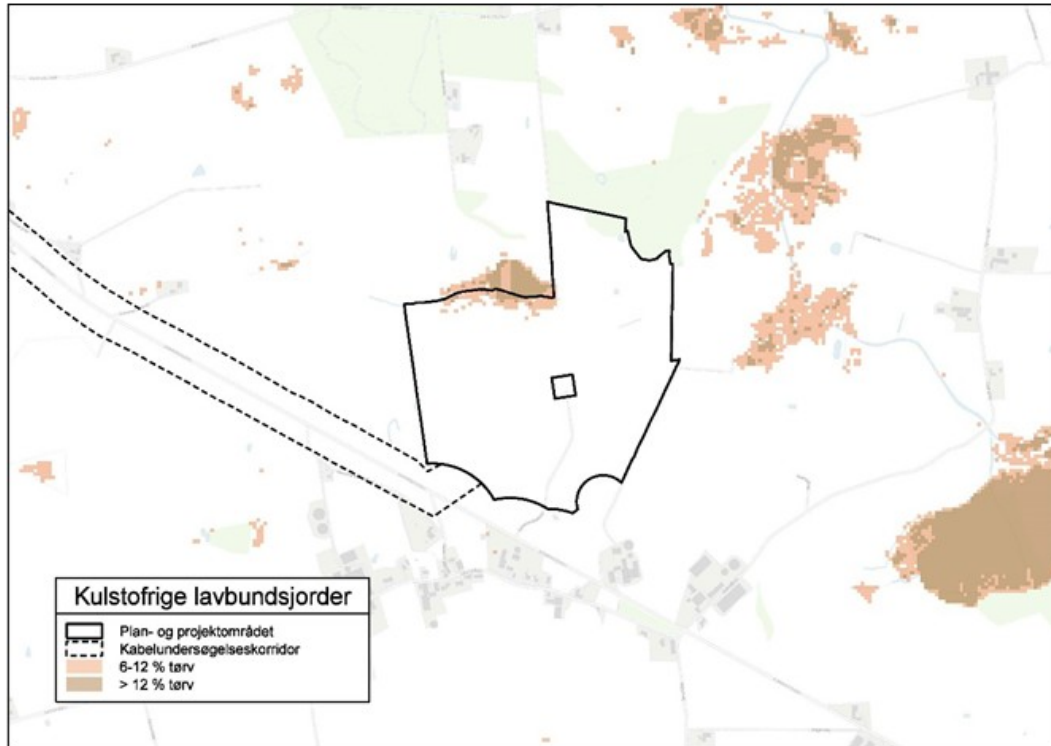 Kulstofrige lavbundsjorder
Plan- og projektområdet
Kabelundersøgelseskorridor
6-12 % tørv
> 12 % tørv